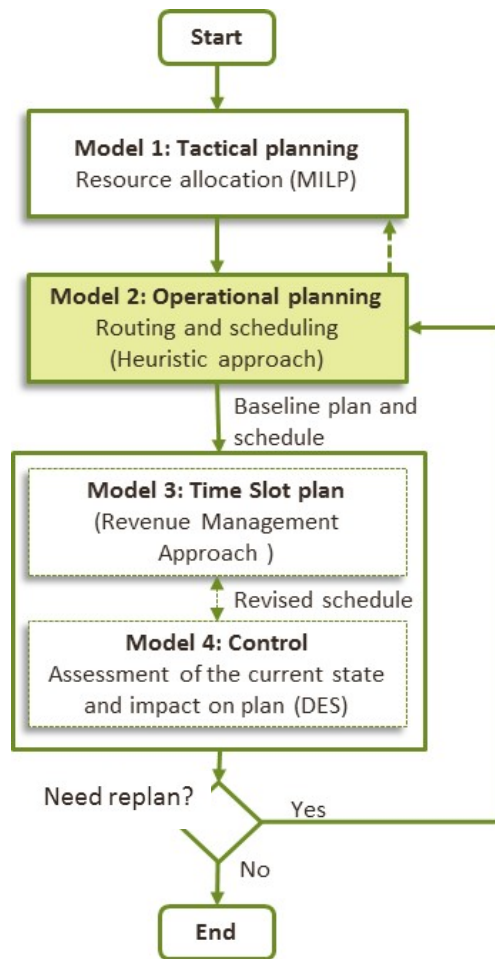 Start
Model 1: Tactical planning
Resource allocation (MILP)
Model 2: Operational planning
Routing and scheduling
(Heuristic approach)
Baseline plan and
schedule
Model 3: Time Slot plan
(Revenue Management
Approach )
Revised schedule
Model 4: Control
Assessment of the current state
and impact on plan (DES)
Need replan?
Yes
No
End